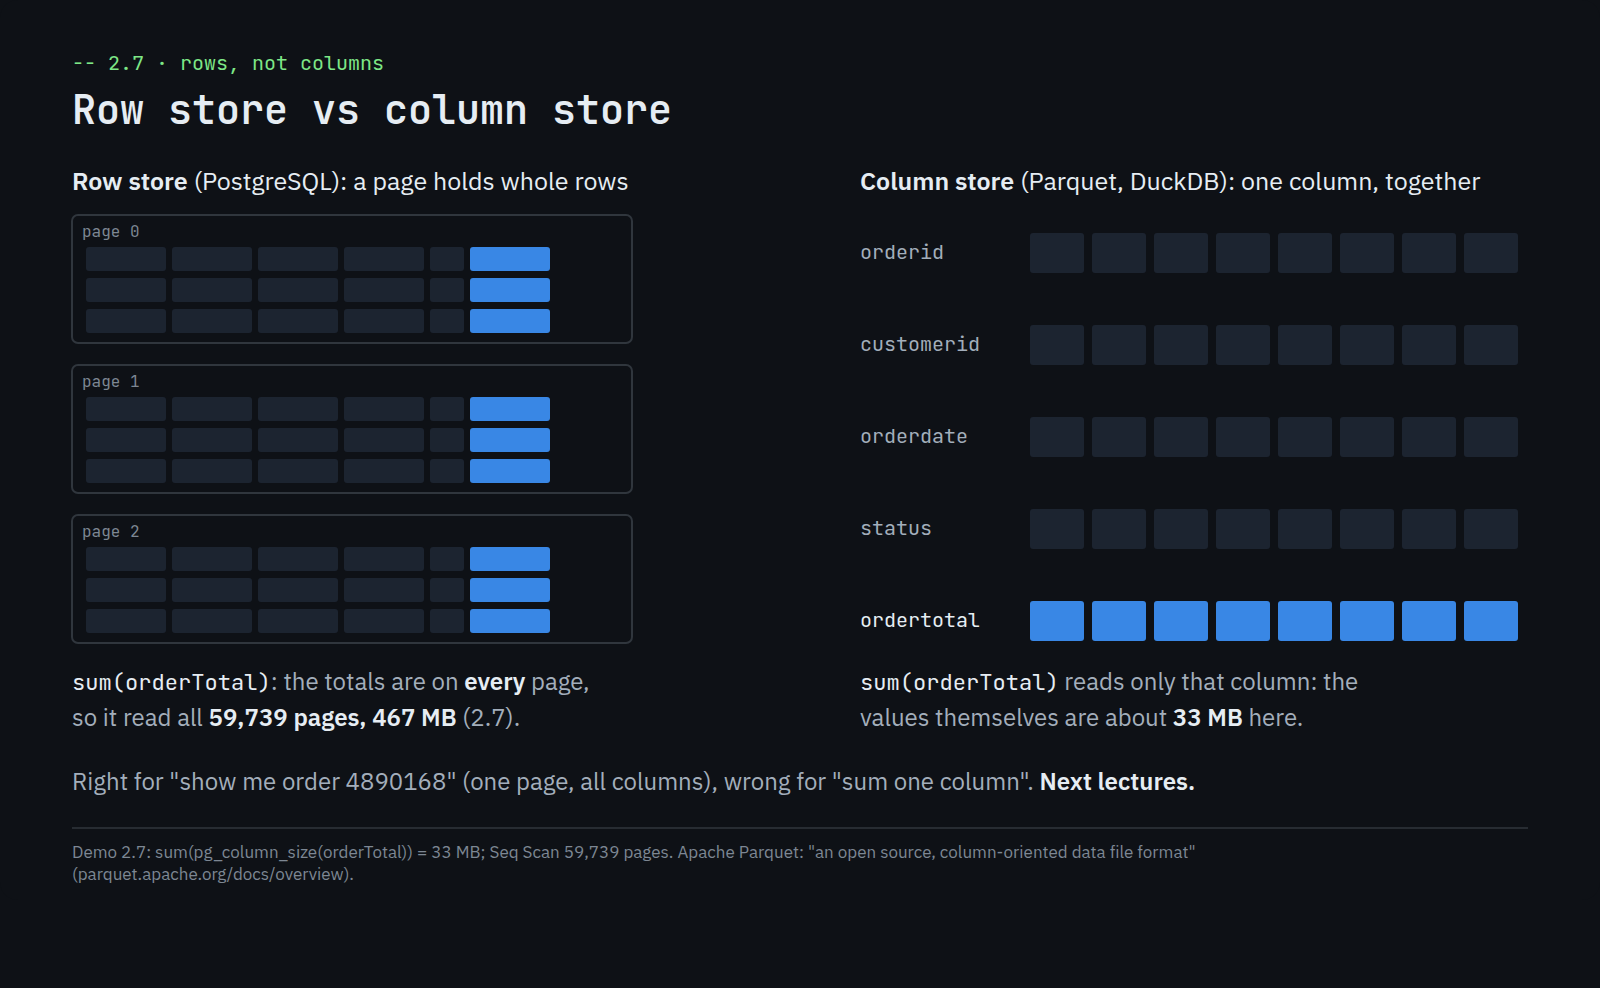 -- 2.7 · rows, not columns
Row store vs column store
Row store (PostgreSQL): a page holds whole rows
page 0
page 1
page 2
sum(orderTotal): the totals are on every page,
so it read all 59,739 pages, 467 MB (2.7).
Column store (Parquet, DuckDB): one column, together
orderid
customerid
orderdate
status
ordertotal
sum(orderTotal) reads only that column: the
values themselves are about 33 MB here.
Right for "show me order 4890168" (one page, all columns), wrong for "sum one column". Next lectures.
Demo 2.7: sum(pg_column_size(orderTotal)) = 33 MB; Seq Scan 59,739 pages. Apache Parquet: "an open source, column-oriented data file format"
(parquet.apache.org/docs/overview).